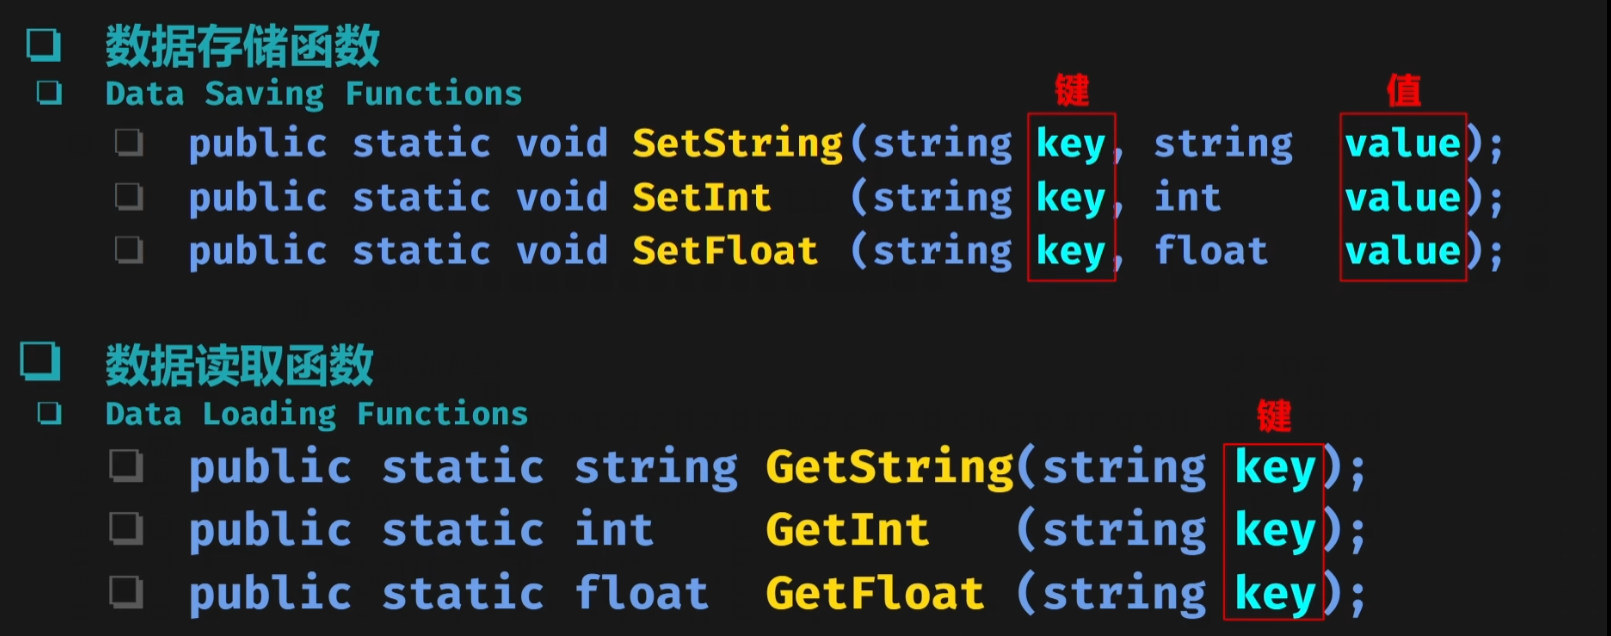 数据存储函数
Data Saving Functions
键 值
public static void SetString(string key, string value);
public static void SetInt (string key, int value);
public static void SetFloat (string key, float value);
数据读取函数
Data Loading Functions
键
public static string GetString(string key);
public static int GetInt (string key);
public static float GetFloat (string key);